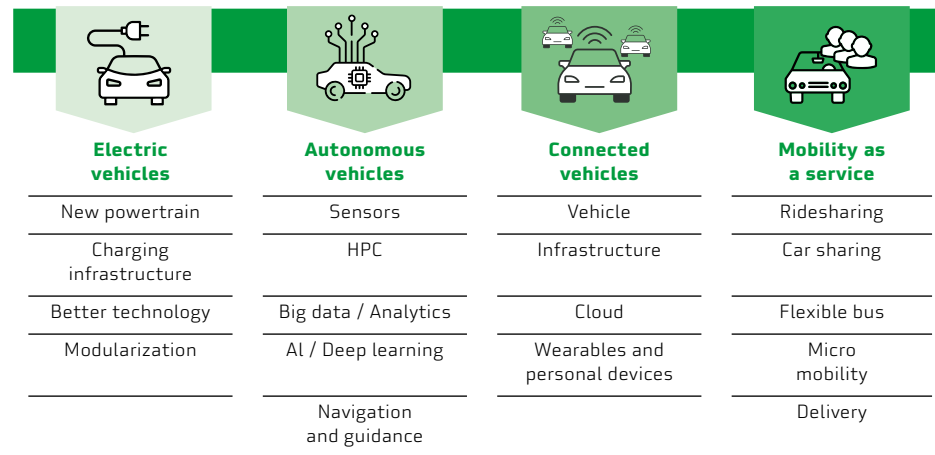 Electric
vehicles
New powertrain
Charging
infrastructure
Better technology
Modularization
Autonomous
vehicles
Sensors
HPC
Big data / Analytics
Al / Deep learning
Navigation
and guidance
Connected
vehicles
Vehicle
Infrastructure
Cloud
Wearables and
personal devices
Mobility as
a service
Ridesharing
Car sharing
Flexible bus
Micro
mobility
Delivery